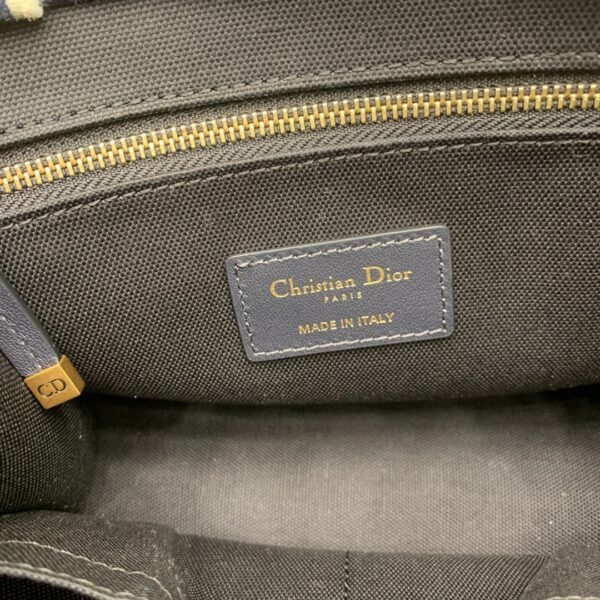 Christian Dior
PARIS
MADE IN ITALY
CD